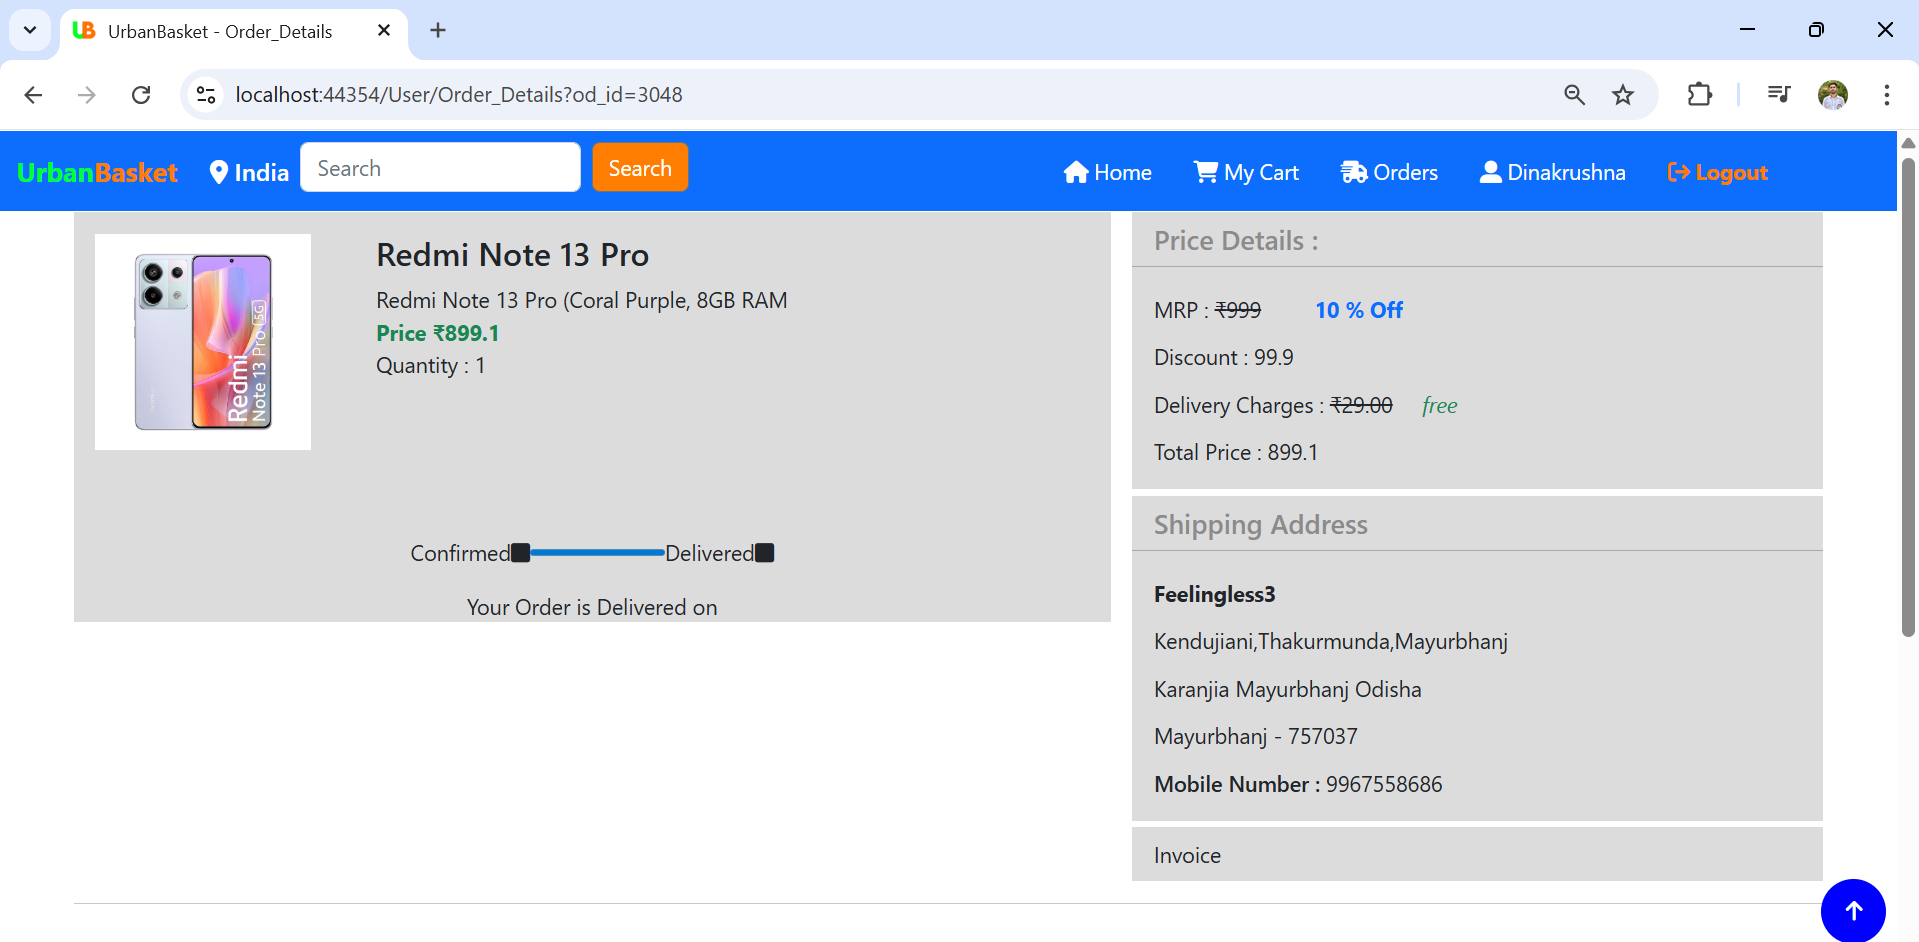 UB UrbanBasket - Order_Details
localhost:44354/User/Order_Details?od_id=3048
UrbanBasket India Search Search Home My Cart Orders Dinakrushna Logout
Redmi Note 13 Pro
Redmi Note 13 Pro (Coral Purple, 8GB RAM
Price ₹899.1
Quantity : 1
Redmi
Note 13 Pro 5G
Confirmed Delivered
Your Order is Delivered on
Price Details :
MRP : ₹999 10 % Off
Discount : 99.9
Delivery Charges : ₹29.00 free
Total Price : 899.1
Shipping Address
Feelingless3
Kendujiani,Thakurmunda,Mayurbhanj
Karanjia Mayurbhanj Odisha
Mayurbhanj - 757037
Mobile Number : 9967558686
Invoice